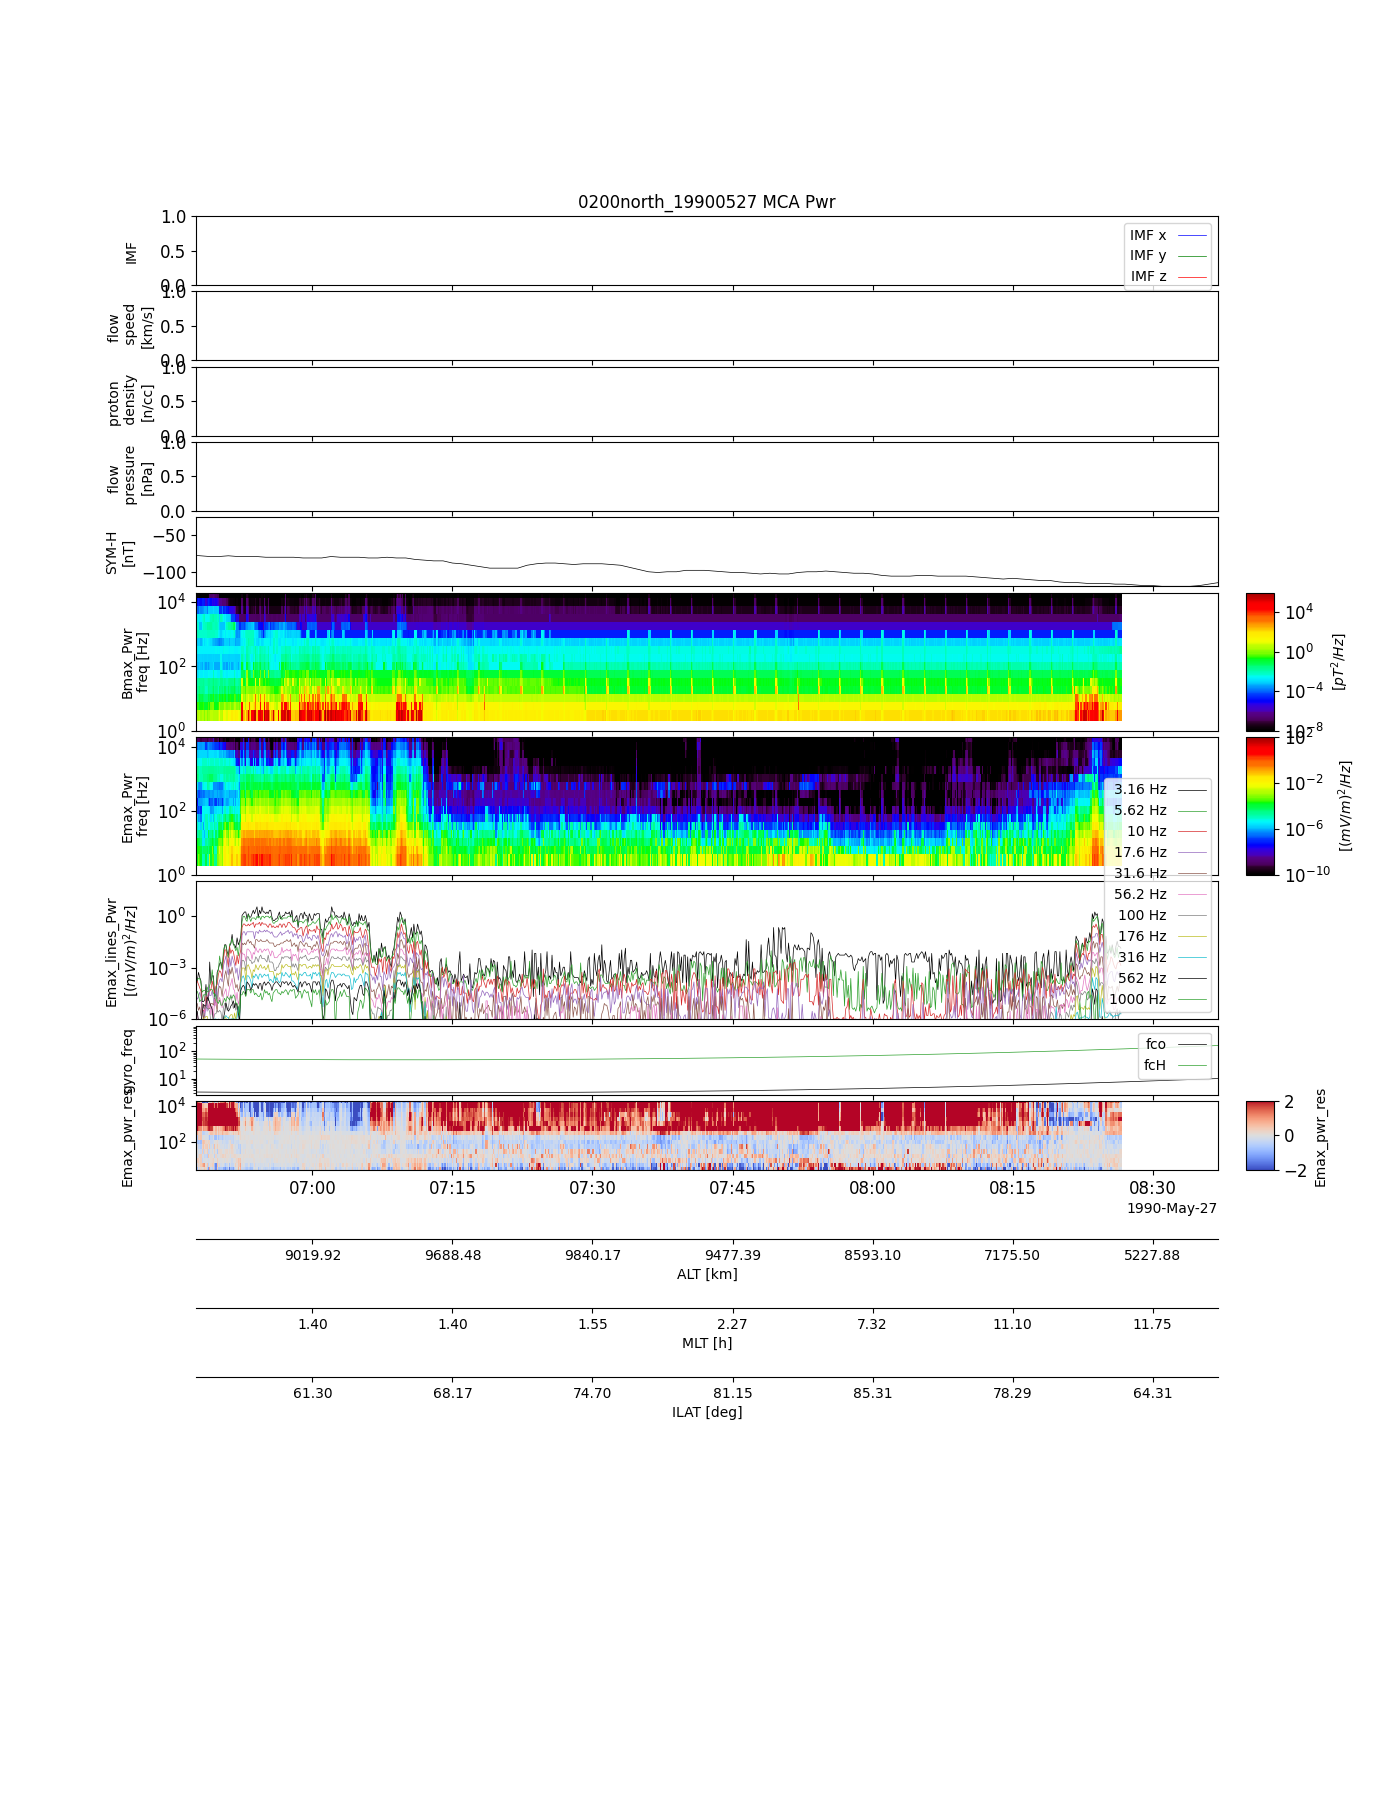 0200north_19900527 MCA Pwr
IMF
1.0
0.5
0.0
IMF x
IMF y
IMF z
flow
speed
[km/s]
1.0
0.5
0.0
proton
density
[n/cc]
1.0
0.5
0.0
flow
pressure
[nPa]
1.0
0.5
0.0
SYM-H
[nT]
−50
−100
Bmax_Pwr
freq [Hz]
10^4
10^2
10^0
10^4
10^0
10^−4
10^−8
[pT^2/Hz]
Emax_Pwr
freq [Hz]
10^4
10^2
10^0
10^2
10^−2
10^−6
10^−10
[(mV/m)^2/Hz]
3.16 Hz
5.62 Hz
10 Hz
17.6 Hz
31.6 Hz
56.2 Hz
100 Hz
176 Hz
316 Hz
562 Hz
1000 Hz
Emax_lines_Pwr
[(mV/m)^2/Hz]
10^0
10^−3
10^−6
gyro_freq
10^2
10^1
fco
fcH
Emax_pwr_res
10^4
10^2
2
0
−2
Emax_pwr_res
07:00 07:15 07:30 07:45 08:00 08:15 08:30
1990-May-27
9019.92 9688.48 9840.17 9477.39 8593.10 7175.50 5227.88
ALT [km]
1.40 1.40 1.55 2.27 7.32 11.10 11.75
MLT [h]
61.30 68.17 74.70 81.15 85.31 78.29 64.31
ILAT [deg]